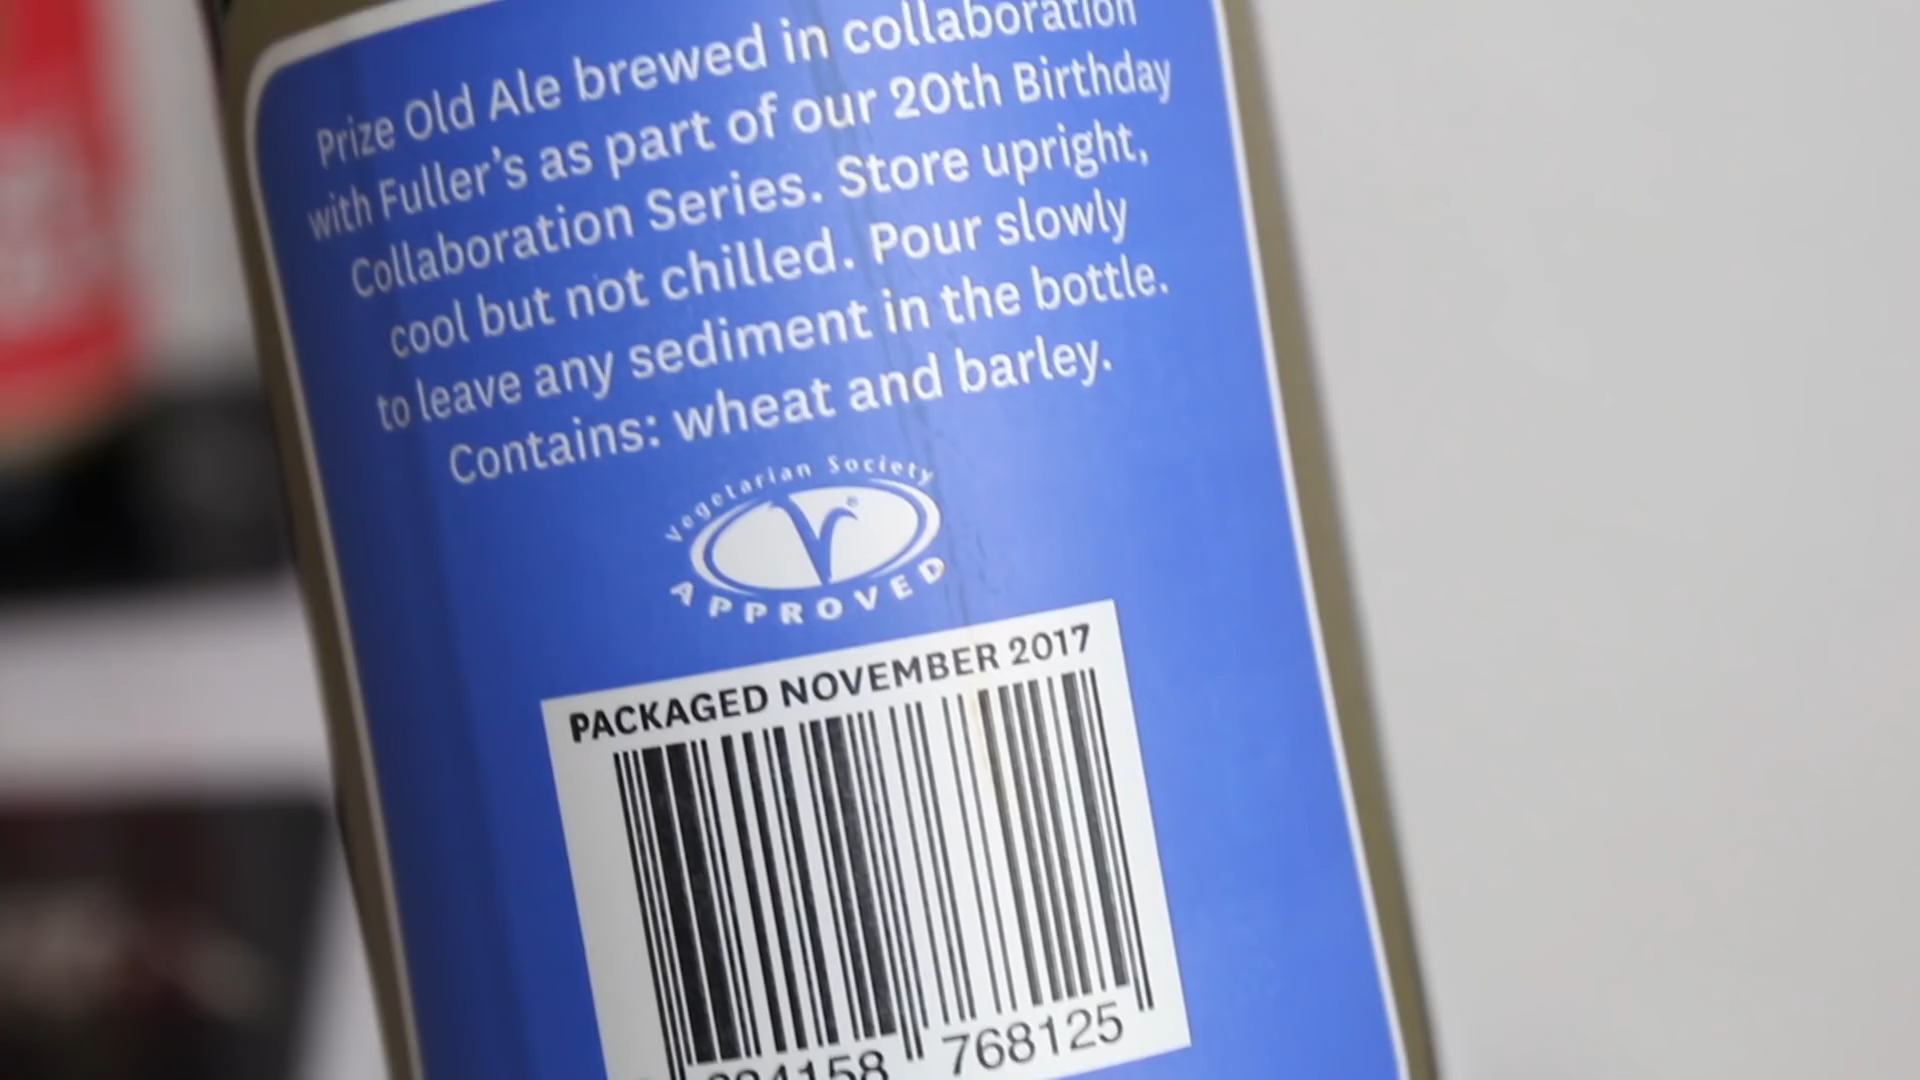 Prize Old Ale brewed in collaboration
with Fuller's as part of our 20th Birthday
Collaboration Series. Store upright,
cool but not chilled. Pour slowly
to leave any sediment in the bottle.
Contains: wheat and barley.
Vegetarian Society
V®
APPROVED
PACKAGED NOVEMBER 2017
768125